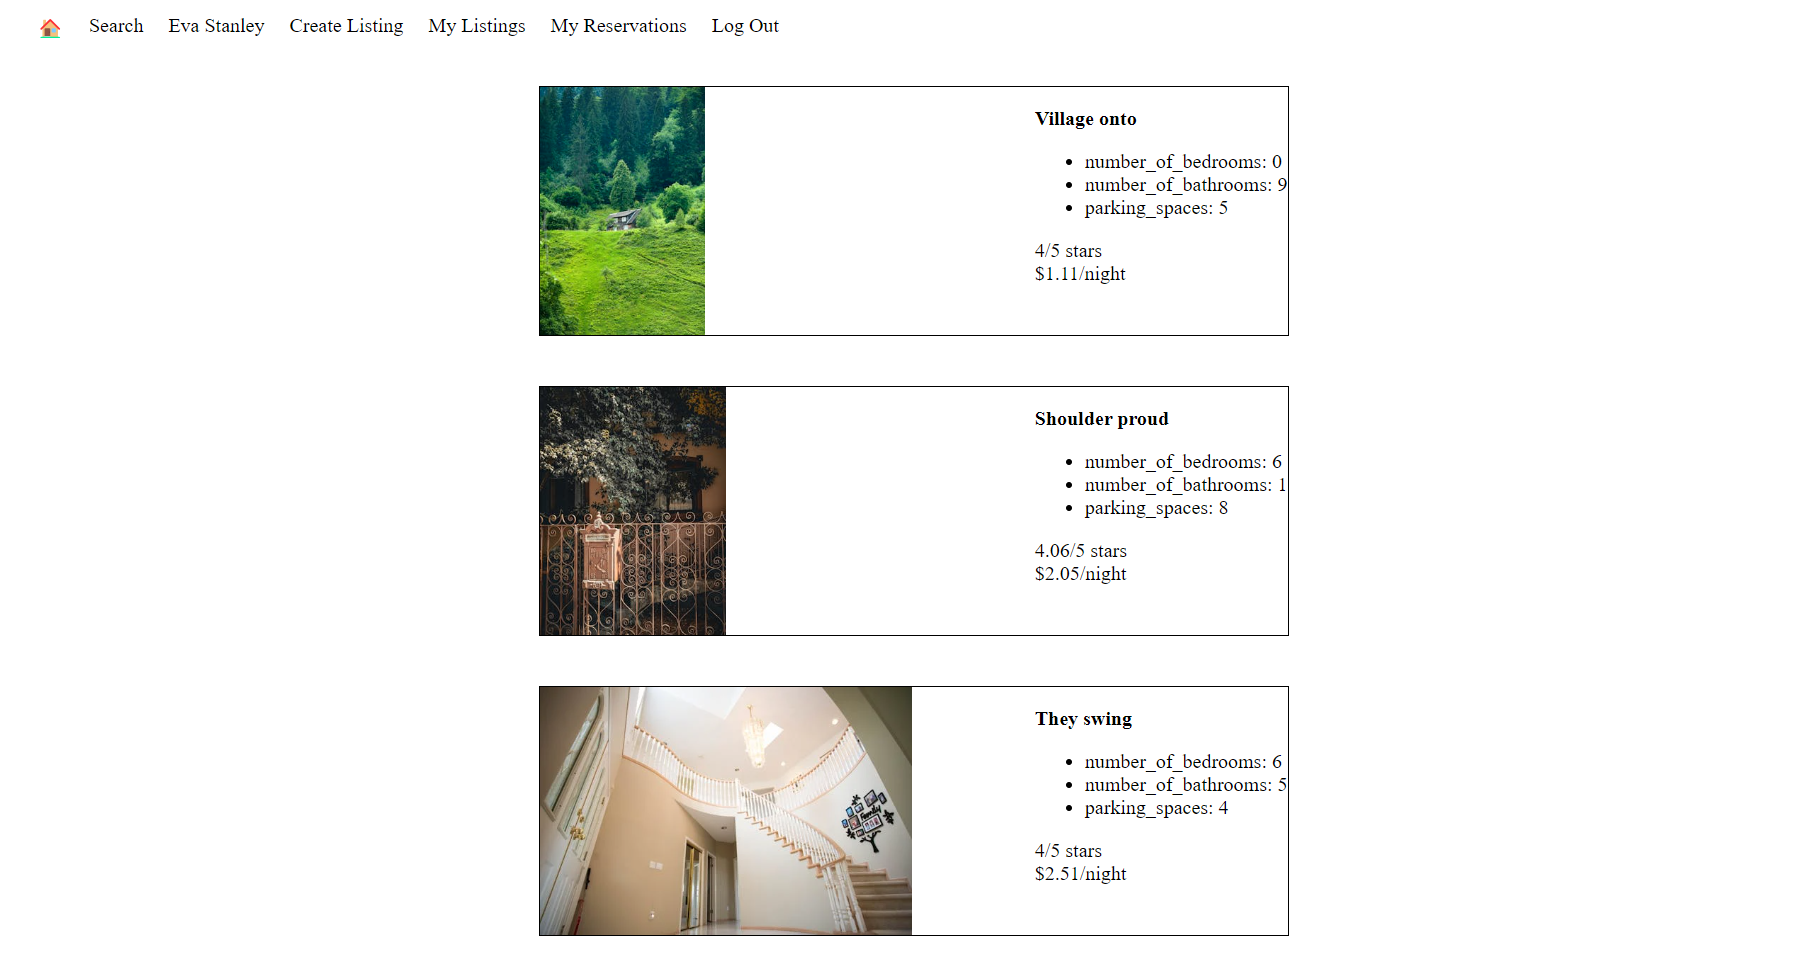 Search Eva Stanley Create Listing My Listings My Reservations Log Out
Village onto
number_of_bedrooms: 0
number_of_bathrooms: 9
parking_spaces: 5
4/5 stars
$1.11/night
Shoulder proud
number_of_bedrooms: 6
number_of_bathrooms: 1
parking_spaces: 8
4.06/5 stars
$2.05/night
family
They swing
number_of_bedrooms: 6
number_of_bathrooms: 5
parking_spaces: 4
4/5 stars
$2.51/night